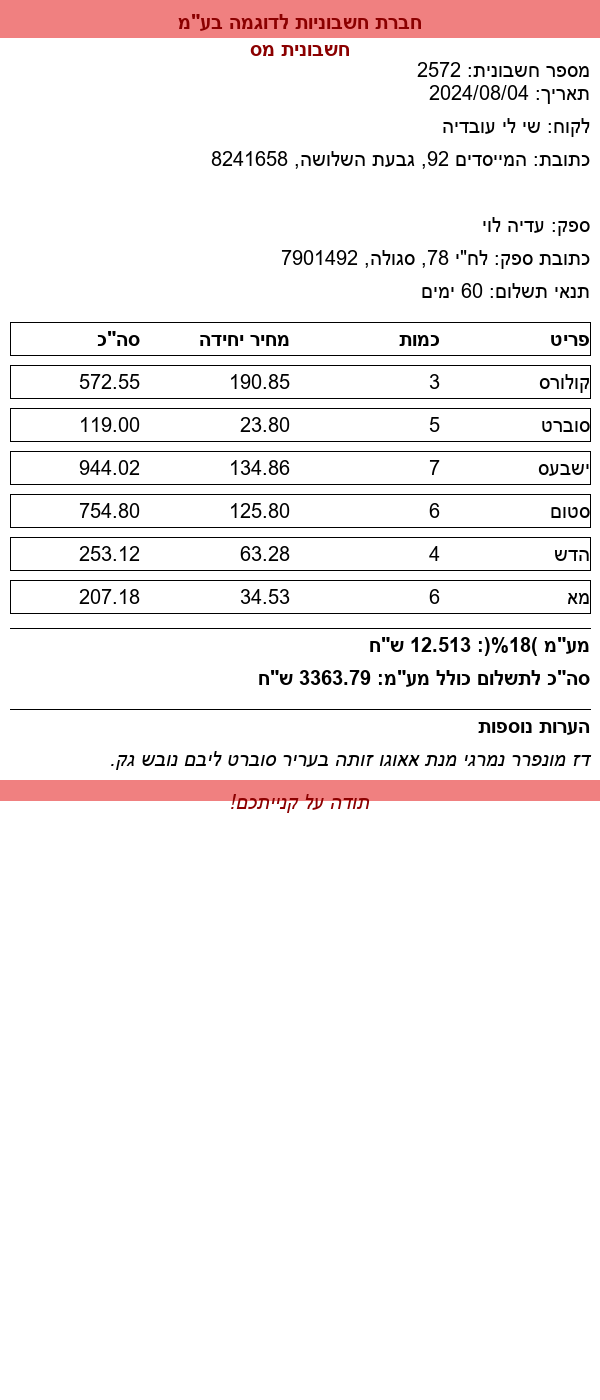 חברת חשבוניות לדוגמה בע"מ
חשבונית מס
מספר חשבונית: 2572
תאריך: 2024/08/04
לקוח: שי לי עובדיה
כתובת: המייסדים 92, גבעת השלושה, 8241658
ספק: עדיה לוי
כתובת ספק: לח"י 78, סגולה, 7901492
תנאי תשלום: 60 ימים
פריט כמות מחיר יחידה סה"כ
קולורס 3 190.85 572.55
סוברט 5 23.80 119.00
ישבעס 7 134.86 944.02
סטום 6 125.80 754.80
הדש 4 63.28 253.12
מא 6 34.53 207.18
מע"מ )18%(: 12.513 ש"ח
סה"כ לתשלום כולל מע"מ: 3363.79 ש"ח
הערות נוספות
דז מונפרר נמרגי מנת אאוגו זותה בעריר סוברט ליבם נובש גק.
תודה על קנייתכם!